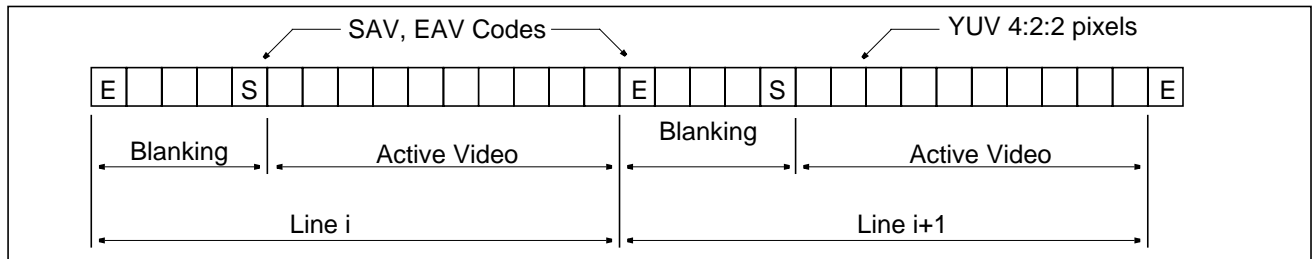 SAV, EAV Codes
YUV 4:2:2 pixels
E S E S E
Blanking
Active Video
Blanking
Active Video
Line i
Line i+1